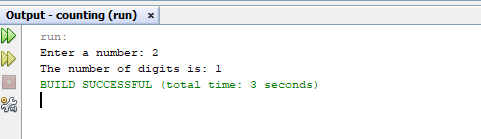 Output - counting (run) ×
run:
Enter a number: 2
The number of digits is: 1
BUILD SUCCESSFUL (total time: 3 seconds)